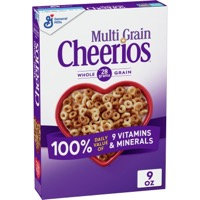 General Mills
Multi Grain
Cheerios
WHOLE 28 GRAIN
100% DAILY VALUE OF 9 VITAMINS & MINERALS
9 OZ